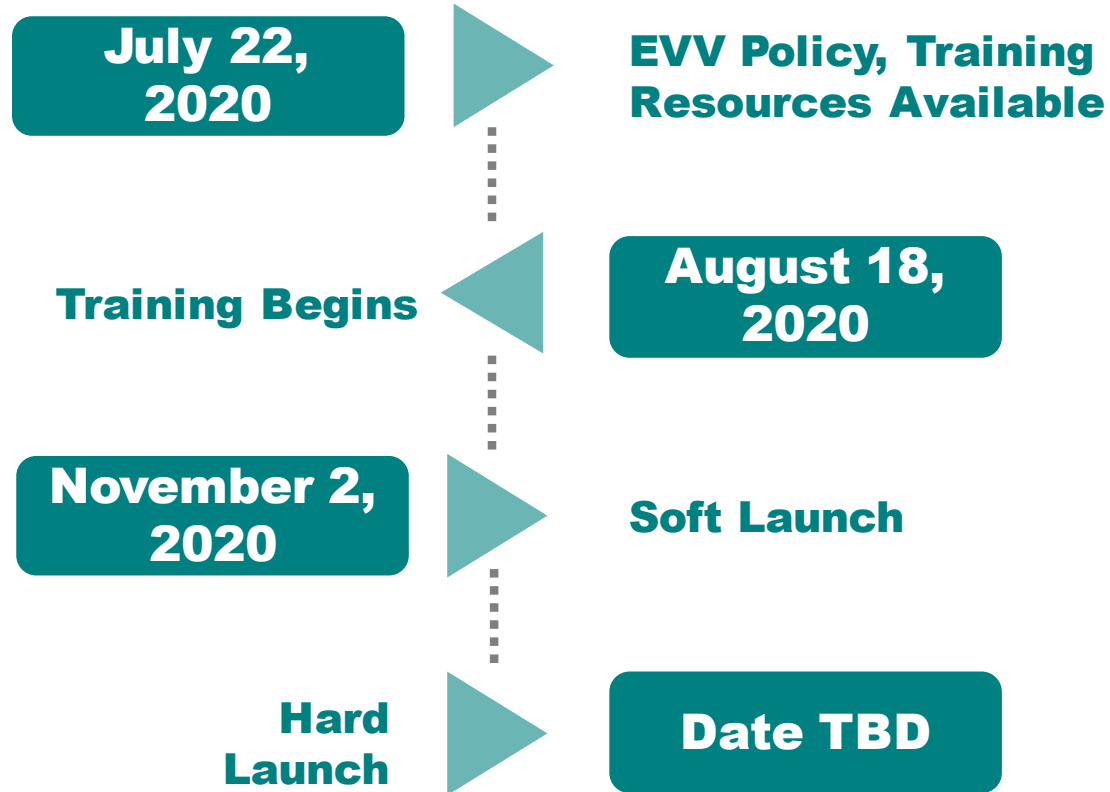 July 22,
2020
EVV Policy, Training
Resources Available
Training Begins
August 18,
2020
November 2,
2020
Soft Launch
Hard
Launch
Date TBD